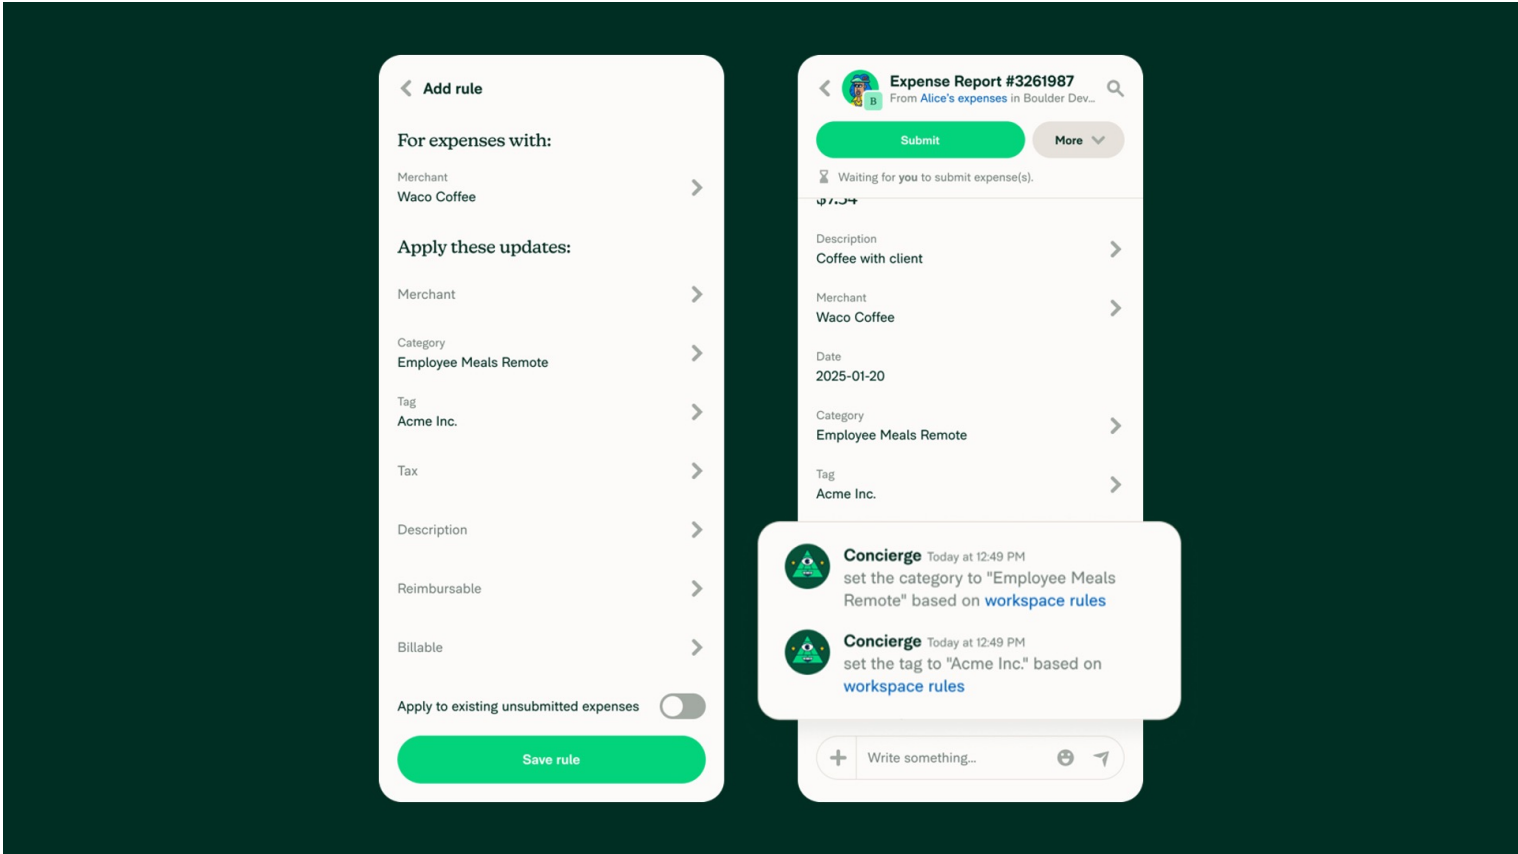 Add rule
For expenses with:
Merchant
Waco Coffee
Apply these updates:
Merchant
Category
Employee Meals Remote
Tag
Acme Inc.
Tax
Description
Reimbursable
Billable
Apply to existing unsubmitted expenses
Save rule
Expense Report #3261987
From Alice's expenses in Boulder Dev...
B
Submit
More
Waiting for you to submit expense(s).
$7.54
Description
Coffee with client
Merchant
Waco Coffee
Date
2025-01-20
Category
Employee Meals Remote
Tag
Acme Inc.
Concierge Today at 12:49 PM
set the category to "Employee Meals
Remote" based on workspace rules
Concierge Today at 12:49 PM
set the tag to "Acme Inc." based on
workspace rules
Write something...